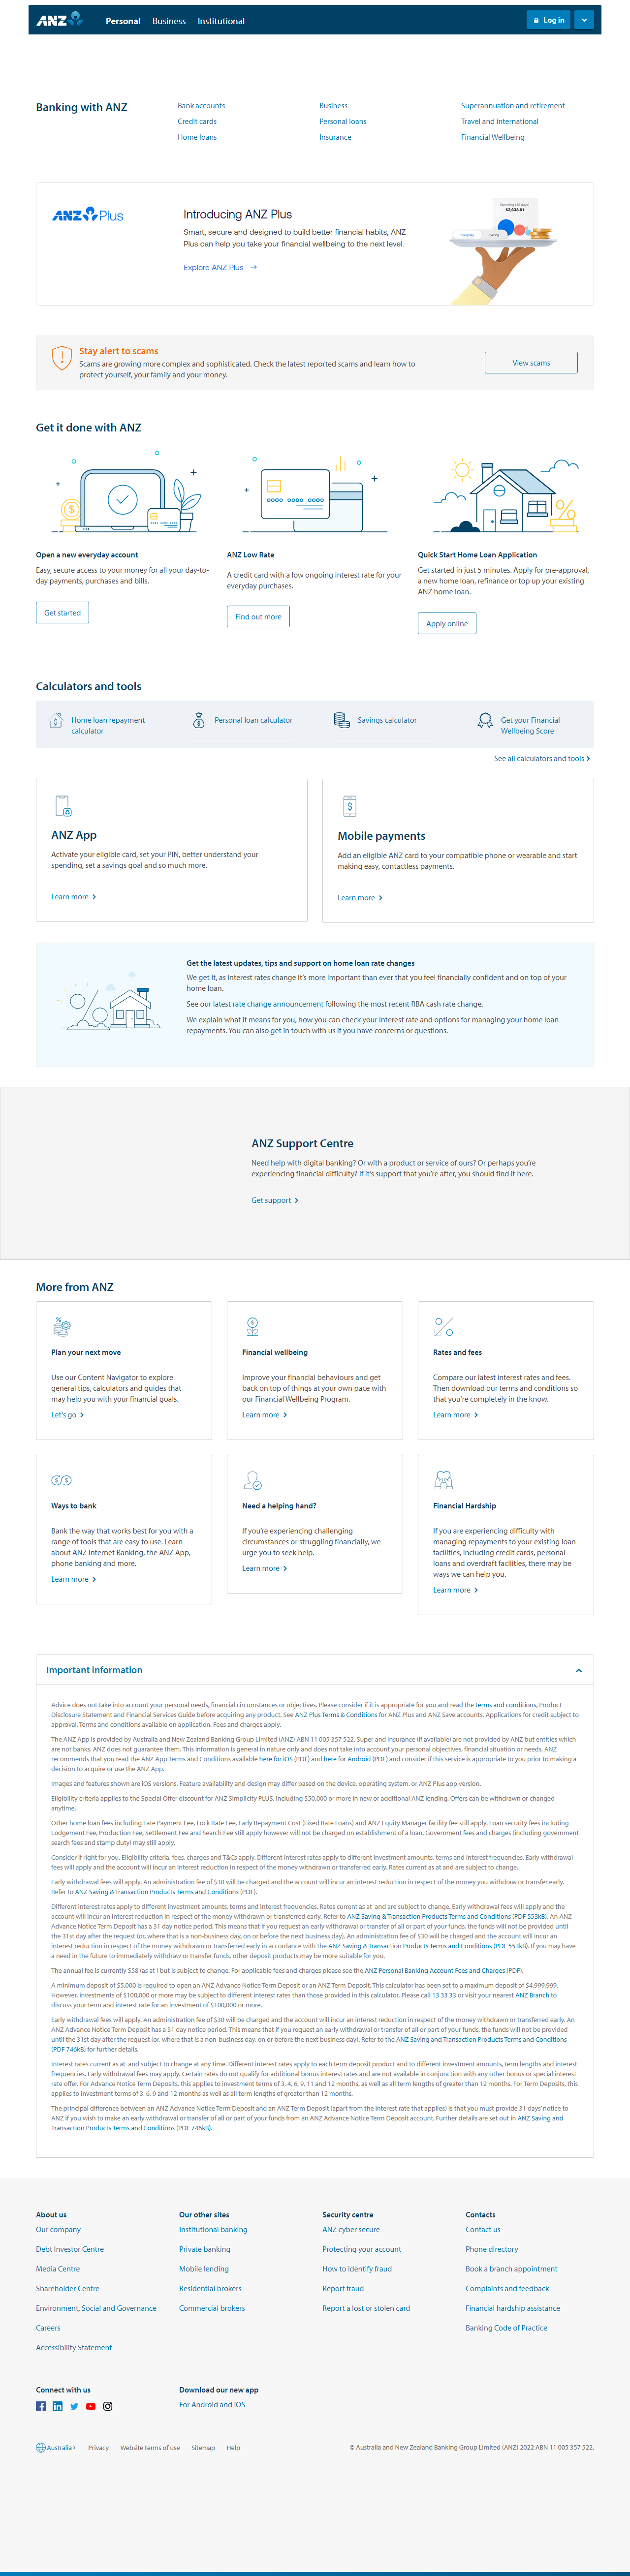 ANZ Personal Business Institutional Log in
Banking with ANZ
Bank accounts Business Superannuation and retirement
Credit cards Personal loans Travel and international
Home loans Insurance Financial Wellbeing
ANZ Plus
Introducing ANZ Plus
Smart, secure and designed to build better financial habits, ANZ
Plus can help you take your financial wellbeing to the next level.
Explore ANZ Plus
$2,638.61
Everyday Saving
Stay alert to scams
Scams are growing more complex and sophisticated. Check the latest reported scams and learn how to
protect yourself, your family and your money.
View scams
Get it done with ANZ
Open a new everyday account
Easy, secure access to your money for all your day-to-
day payments, purchases and bills.
Get started
ANZ Low Rate
A credit card with a low ongoing interest rate for your
everyday purchases.
Find out more
Quick Start Home Loan Application
Get started in just 5 minutes. Apply for pre-approval,
a new home loan, refinance or top up your existing
ANZ home loan.
Apply online
Calculators and tools
Home loan repayment
calculator
Personal loan calculator
Savings calculator
Get your Financial
Wellbeing Score
See all calculators and tools
ANZ App
Activate your eligible card, set your PIN, better understand your
spending, set a savings goal and so much more.
Learn more
Mobile payments
Add an eligible ANZ card to your compatible phone or wearable and start
making easy, contactless payments.
Learn more
Get the latest updates, tips and support on home loan rate changes
We get it, as interest rates change it's more important than ever that you feel financially confident and on top of your
home loan.
See our latest rate change announcement following the most recent RBA cash rate change.
We explain what it means for you, how you can check your interest rate and options for managing your home loan
repayments. You can also get in touch with us if you have concerns or questions.
ANZ Support Centre
Need help with digital banking? Or with a product or service of ours? Or perhaps you're
experiencing financial difficulty? If it's support that you're after, you should find it here.
Get support
More from ANZ
Plan your next move
Use our Content Navigator to explore
general tips, calculators and guides that
may help you with your financial goals.
Let's go
Financial wellbeing
Improve your financial behaviours and get
back on top of things at your own pace with
our Financial Wellbeing Program.
Learn more
Rates and fees
Compare our latest interest rates and fees.
Then download our terms and conditions so
that you're completely in the know.
Learn more
Ways to bank
Bank the way that works best for you with a
range of tools that are easy to use. Learn
about ANZ Internet Banking, the ANZ App,
phone banking and more.
Learn more
Need a helping hand?
If you're experiencing challenging
circumstances or struggling financially, we
urge you to seek help.
Learn more
Financial Hardship
If you are experiencing difficulty with
managing repayments to your existing loan
facilities, including credit cards, personal
loans and overdraft facilities, there may be
ways we can help you.
Learn more
Important information
Advice does not take into account your personal needs, financial circumstances or objectives. Please consider if it is appropriate for you and read the terms and conditions, Product
Disclosure Statement and Financial Services Guide before acquiring any product. See ANZ Plus Terms & Conditions for ANZ Plus and ANZ Save accounts. Applications for credit subject to
approval. Terms and conditions available on application. Fees and charges apply.
The ANZ App is provided by Australia and New Zealand Banking Group Limited (ANZ) ABN 11 005 357 522. Super and Insurance (if available) are not provided by ANZ but entities which
are not banks. ANZ does not guarantee them. This information is general in nature only and does not take into account your personal objectives, financial situation or needs. ANZ
recommends that you read the ANZ App Terms and Conditions available here for iOS (PDF) and here for Android (PDF) and consider if this service is appropriate to you prior to making a
decision to acquire or use the ANZ App.
Images and features shown are iOS versions. Feature availability and design may differ based on the device, operating system, or ANZ Plus app version.
Eligibility criteria applies to the Special Offer discount for ANZ Simplicity PLUS, including $50,000 or more in new or additional ANZ lending. Offers can be withdrawn or changed
anytime.
Other home loan fees including Late Payment Fee, Lock Rate Fee, Early Repayment Cost (Fixed Rate Loans) and ANZ Equity Manager facility fee still apply. Loan security fees including
Lodgement Fee, Production Fee, Settlement Fee and Search Fee still apply however will not be charged on establishment of a loan. Government fees and charges (including government
search fees and stamp duty) may still apply.
Consider if right for you. Eligibility criteria, fees, charges and T&Cs apply. Different interest rates apply to different investment amounts, terms and interest frequencies. Early withdrawal
fees will apply and the account will incur an interest reduction in respect of the money withdrawn or transferred early. Rates current as at and are subject to change.
Early withdrawal fees will apply. An administration fee of $30 will be charged and the account will incur an interest reduction in respect of the money you withdraw or transfer early.
Refer to ANZ Saving & Transaction Products Terms and Conditions (PDF).
Different interest rates apply to different investment amounts, terms and interest frequencies. Rates current as at and are subject to change. Early withdrawal fees will apply and the
account will incur an interest reduction in respect of the money withdrawn or transferred early. Refer to ANZ Saving & Transaction Products Terms and Conditions (PDF 553kB). An ANZ
Advance Notice Term Deposit has a 31 day notice period. This means that if you request an early withdrawal or transfer of all or part of your funds, the funds will not be provided until
the 31st day after the request (or, where that is a non-business day, on or before the next business day). An administration fee of $30 will be charged and the account will incur an
interest reduction in respect of the money withdrawn or transferred early in accordance with the ANZ Saving & Transaction Products Terms and Conditions (PDF 553kB). If you may have
a need in the future to immediately withdraw or transfer funds, other deposit products may be more suitable for you.
The annual fee is currently $58 (as at ) but is subject to change. For applicable fees and charges please see the ANZ Personal Banking Account Fees and Charges (PDF).
A minimum deposit of $5,000 is required to open an ANZ Advance Notice Term Deposit or an ANZ Term Deposit. This calculator has been set to a maximum deposit of $4,999,999.
However, investments of $100,000 or more may be subject to different interest rates than those provided in this calculator. Please call 13 33 33 or visit your nearest ANZ Branch to
discuss your term and interest rate for an investment of $100,000 or more.
Early withdrawal fees will apply. An administration fee of $30 will be charged and the account will incur an interest reduction in respect of the money withdrawn or transferred early. An
ANZ Advance Notice Term Deposit has a 31 day notice period. This means that if you request an early withdrawal or transfer of all or part of your funds, the funds will not be provided
until the 31st day after the request (or, where that is a non-business day, on or before the next business day). Refer to the ANZ Saving and Transaction Products Terms and Conditions
(PDF 746kB) for further details.
Interest rates current as at and subject to change at any time. Different interest rates apply to each term deposit product and to different investment amounts, term lengths and interest
frequencies. Early withdrawal fees may apply. Certain rates do not qualify for additional bonus interest rates and are not available in conjunction with any other bonus or special interest
rate offer. For Advance Notice Term Deposits, this applies to investment terms of 3, 4, 6, 9, 11 and 12 months, as well as all term lengths of greater than 12 months. For Term Deposits, this
applies to investment terms of 3, 6, 9 and 12 months as well as all term lengths of greater than 12 months.
The principal difference between an ANZ Advance Notice Term Deposit and an ANZ Term Deposit (apart from the interest rate that applies) is that you must provide 31 days' notice to
ANZ if you wish to make an early withdrawal or transfer of all or part of your funds from an ANZ Advance Notice Term Deposit account. Further details are set out in ANZ Saving and
Transaction Products Terms and Conditions (PDF 746kB).
About us Our other sites Security centre Contacts
Our company Institutional banking ANZ cyber secure Contact us
Debt Investor Centre Private banking Protecting your account Phone directory
Media Centre Mobile lending How to identify fraud Book a branch appointment
Shareholder Centre Residential brokers Report fraud Complaints and feedback
Environment, Social and Governance Commercial brokers Report a lost or stolen card Financial hardship assistance
Careers Banking Code of Practice
Accessibility Statement
Connect with us Download our new app
For Android and iOS
Australia Privacy Website terms of use Sitemap Help © Australia and New Zealand Banking Group Limited (ANZ) 2022 ABN 11 005 357 522.